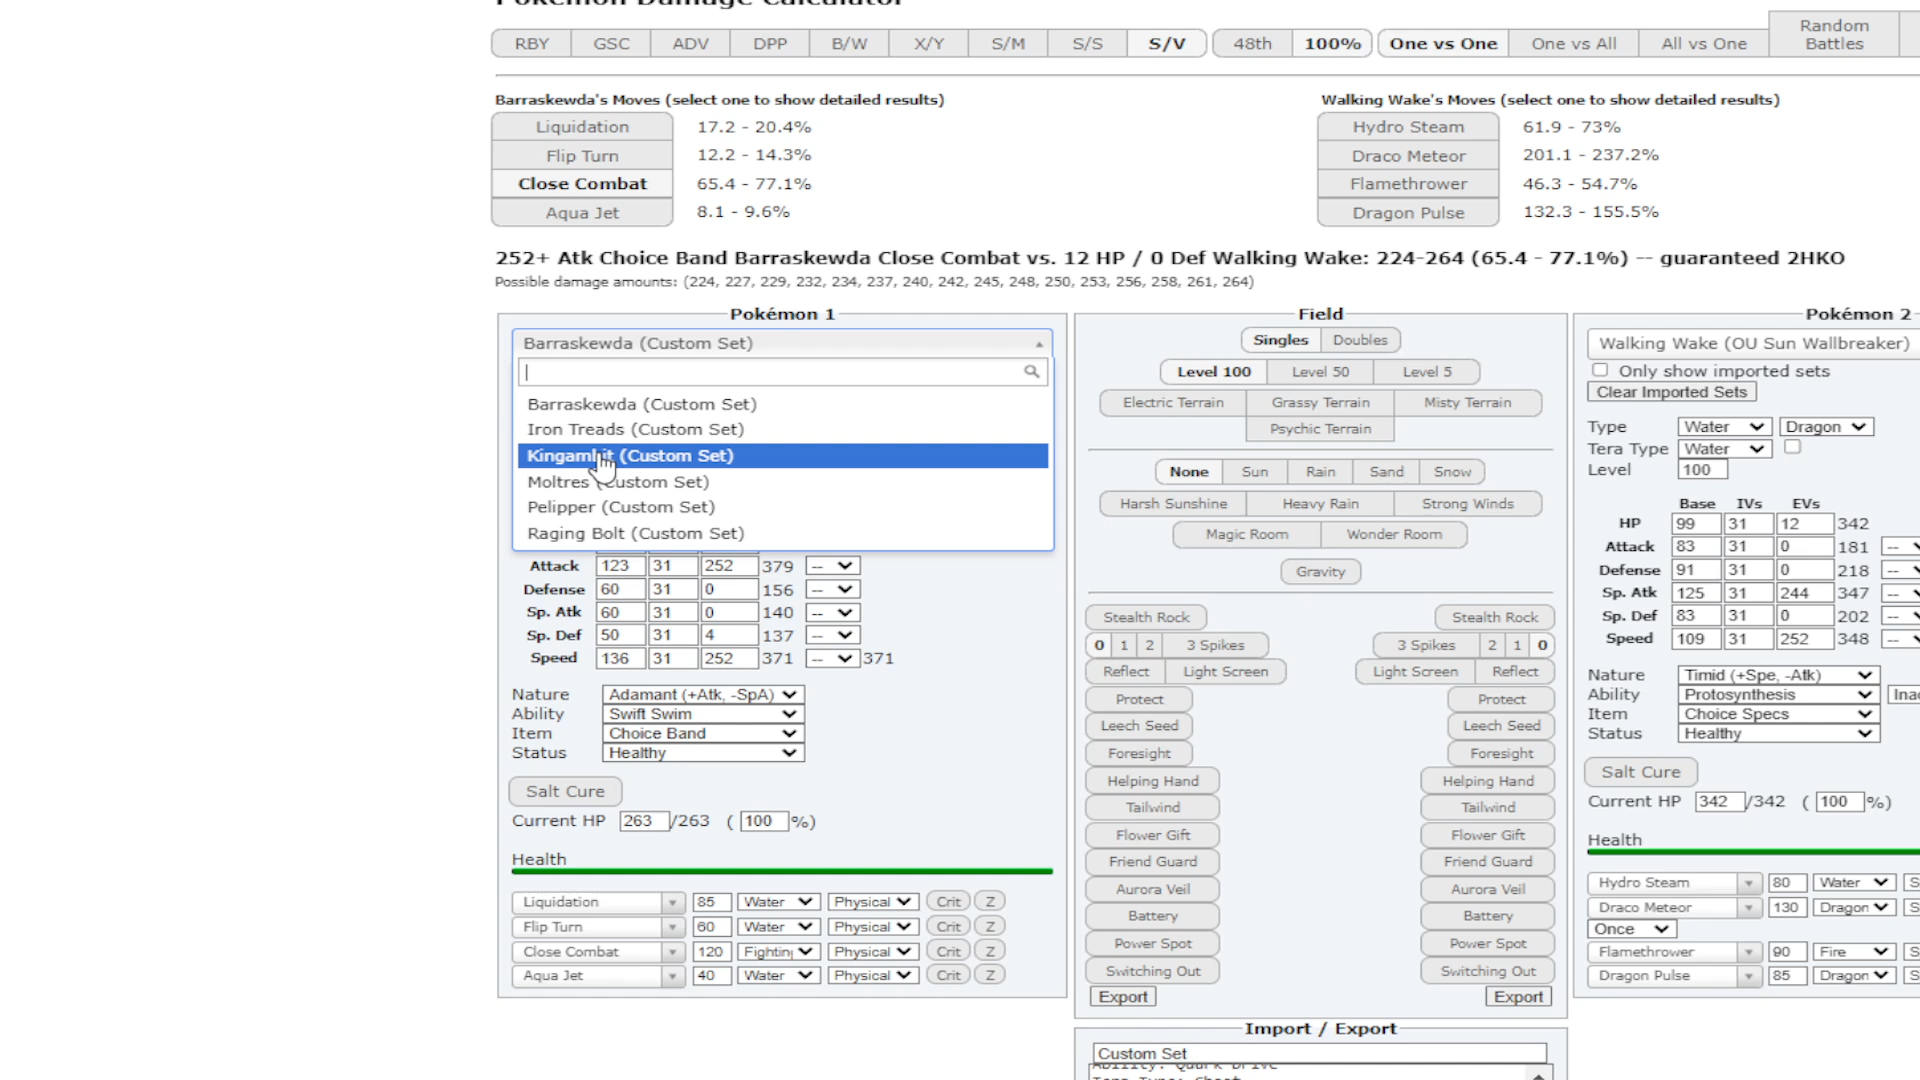 Pokémon Damage Calculator
RBY GSC ADV DPP B/W X/Y S/M S/S S/V 48th 100% One vs One One vs All All vs One Random Battles
Barraskewda's Moves (select one to show detailed results)
Liquidation 17.2 - 20.4%
Flip Turn 12.2 - 14.3%
Close Combat 65.4 - 77.1%
Aqua Jet 8.1 - 9.6%
Walking Wake's Moves (select one to show detailed results)
Hydro Steam 61.9 - 73%
Draco Meteor 201.1 - 237.2%
Flamethrower 46.3 - 54.7%
Dragon Pulse 132.3 - 155.5%
252+ Atk Choice Band Barraskewda Close Combat vs. 12 HP / 0 Def Walking Wake: 224-264 (65.4 - 77.1%) -- guaranteed 2HKO
Possible damage amounts: (224, 227, 229, 232, 234, 237, 240, 242, 245, 248, 250, 253, 256, 258, 261, 264)
Pokémon 1
Barraskewda (Custom Set)
Barraskewda (Custom Set)
Iron Treads (Custom Set)
Kingambit (Custom Set)
Moltres (Custom Set)
Pelipper (Custom Set)
Raging Bolt (Custom Set)
Attack 123 31 252 379 --
Defense 60 31 0 156 --
Sp. Atk 60 31 0 140 --
Sp. Def 50 31 4 137 --
Speed 136 31 252 371 -- 371
Nature Adamant (+Atk, -SpA)
Ability Swift Swim
Item Choice Band
Status Healthy
Salt Cure
Current HP 263 /263 ( 100 %)
Health
Liquidation 85 Water Physical Crit Z
Flip Turn 60 Water Physical Crit Z
Close Combat 120 Fighting Physical Crit Z
Aqua Jet 40 Water Physical Crit Z
Field
Singles Doubles
Level 100 Level 50 Level 5
Electric Terrain Grassy Terrain Misty Terrain
Psychic Terrain
None Sun Rain Sand Snow
Harsh Sunshine Heavy Rain Strong Winds
Magic Room Wonder Room
Gravity
Stealth Rock Stealth Rock
0 1 2 3 Spikes 3 Spikes 2 1 0
Reflect Light Screen Light Screen Reflect
Protect Protect
Leech Seed Leech Seed
Foresight Foresight
Helping Hand Helping Hand
Tailwind Tailwind
Flower Gift Flower Gift
Friend Guard Friend Guard
Aurora Veil Aurora Veil
Battery Battery
Power Spot Power Spot
Switching Out Switching Out
Export Export
Import / Export
Custom Set
Ability: Quark Drive
Tera Type: Ghost
Pokémon 2
Walking Wake (OU Sun Wallbreaker)
Only show imported sets
Clear Imported Sets
Type Water Dragon
Tera Type Water
Level 100
Base IVs EVs
HP 99 31 12 342
Attack 83 31 0 181 --
Defense 91 31 0 218 --
Sp. Atk 125 31 244 347 --
Sp. Def 83 31 0 202 --
Speed 109 31 252 348 --
Nature Timid (+Spe, -Atk)
Ability Protosynthesis Inac
Item Choice Specs
Status Healthy
Salt Cure
Current HP 342 /342 ( 100 %)
Health
Hydro Steam 80 Water S
Draco Meteor 130 Dragon S
Once
Flamethrower 90 Fire S
Dragon Pulse 85 Dragon S